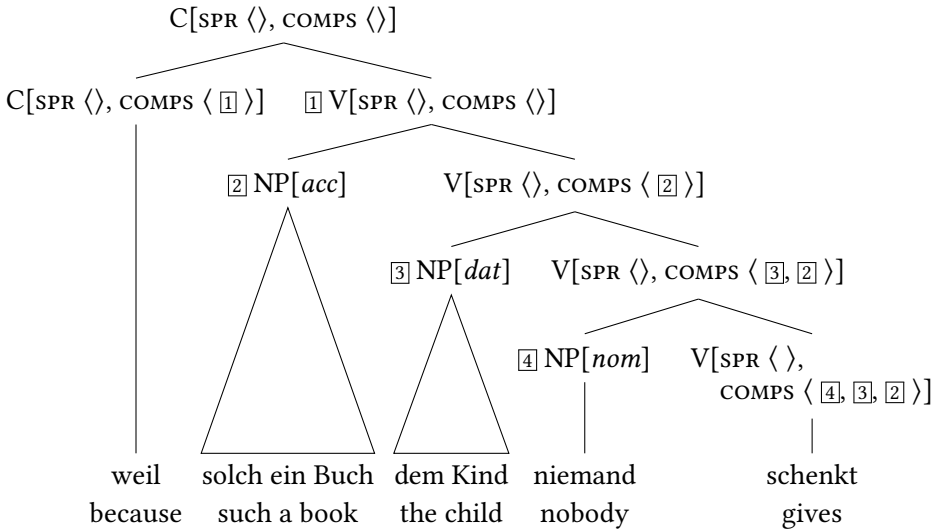 C[SPR ⟨⟩, COMPS ⟨⟩]
C[SPR ⟨⟩, COMPS ⟨ 1 ⟩] 1 V[SPR ⟨⟩, COMPS ⟨⟩]
2 NP[acc] V[SPR ⟨⟩, COMPS ⟨ 2 ⟩]
3 NP[dat] V[SPR ⟨⟩, COMPS ⟨ 3, 2 ⟩]
4 NP[nom] V[SPR ⟨ ⟩,
COMPS ⟨ 4, 3, 2 ⟩]
weil solch ein Buch dem Kind niemand schenkt
because such a book the child nobody gives